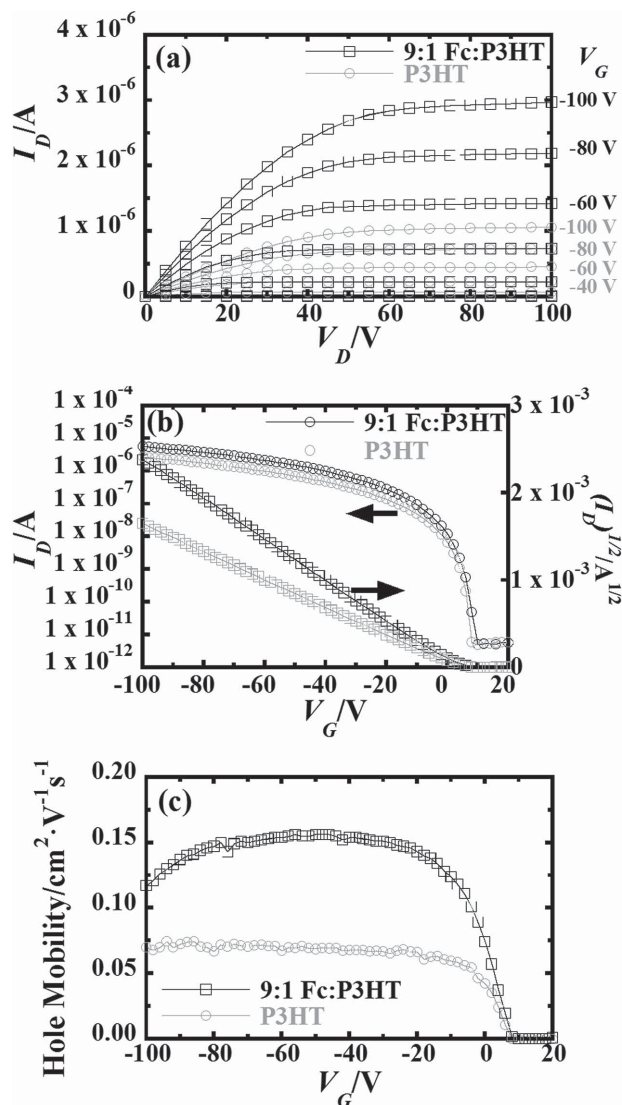 (a)
9:1 Fc:P3HT
P3HT
V_G
-100 V
-80 V
-60 V
-100 V
-80 V
-60 V
-40 V
4 x 10⁻⁶
3 x 10⁻⁶
2 x 10⁻⁶
1 x 10⁻⁶
0
I_D/A
0 20 40 60 80 100
V_D/V
(b)
9:1 Fc:P3HT
P3HT
1 x 10⁻⁴
1 x 10⁻⁵
1 x 10⁻⁶
1 x 10⁻⁷
1 x 10⁻⁸
1 x 10⁻⁹
1 x 10⁻¹⁰
1 x 10⁻¹¹
1 x 10⁻¹²
I_D/A
3 x 10⁻³
2 x 10⁻³
1 x 10⁻³
0
(I_D)^1/2/A^1/2
-100 -80 -60 -40 -20 0 20
V_G/V
(c)
9:1 Fc:P3HT
P3HT
0.20
0.15
0.10
0.05
0.00
Hole Mobility/cm²·V⁻¹s⁻¹
-100 -80 -60 -40 -20 0 20
V_G/V